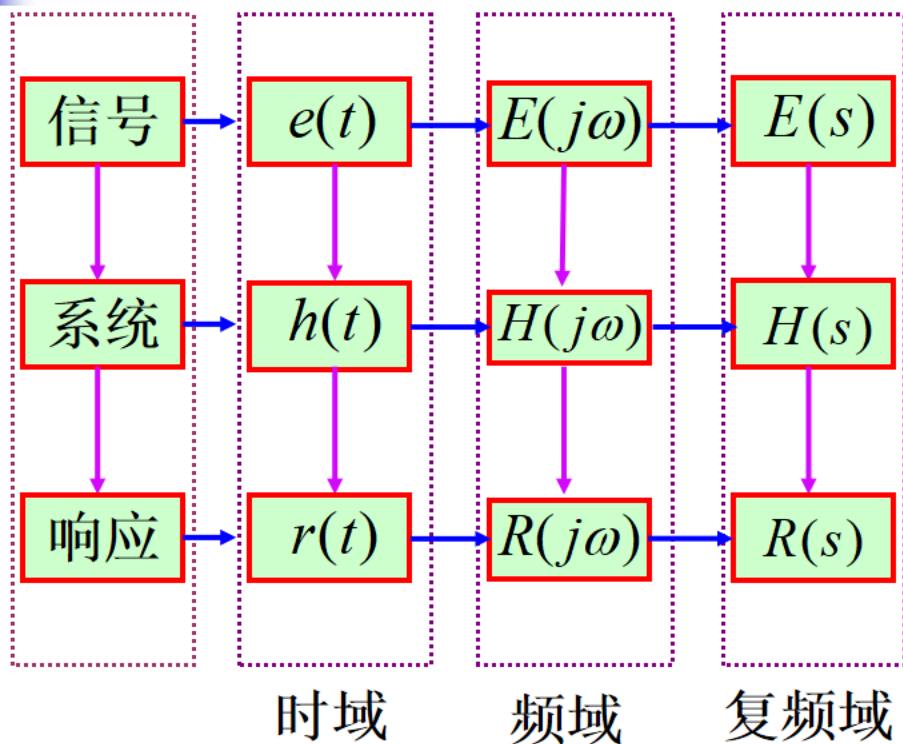 信号 e(t) E(jω) E(s)
系统 h(t) H(jω) H(s)
响应 r(t) R(jω) R(s)
时域 频域 复频域